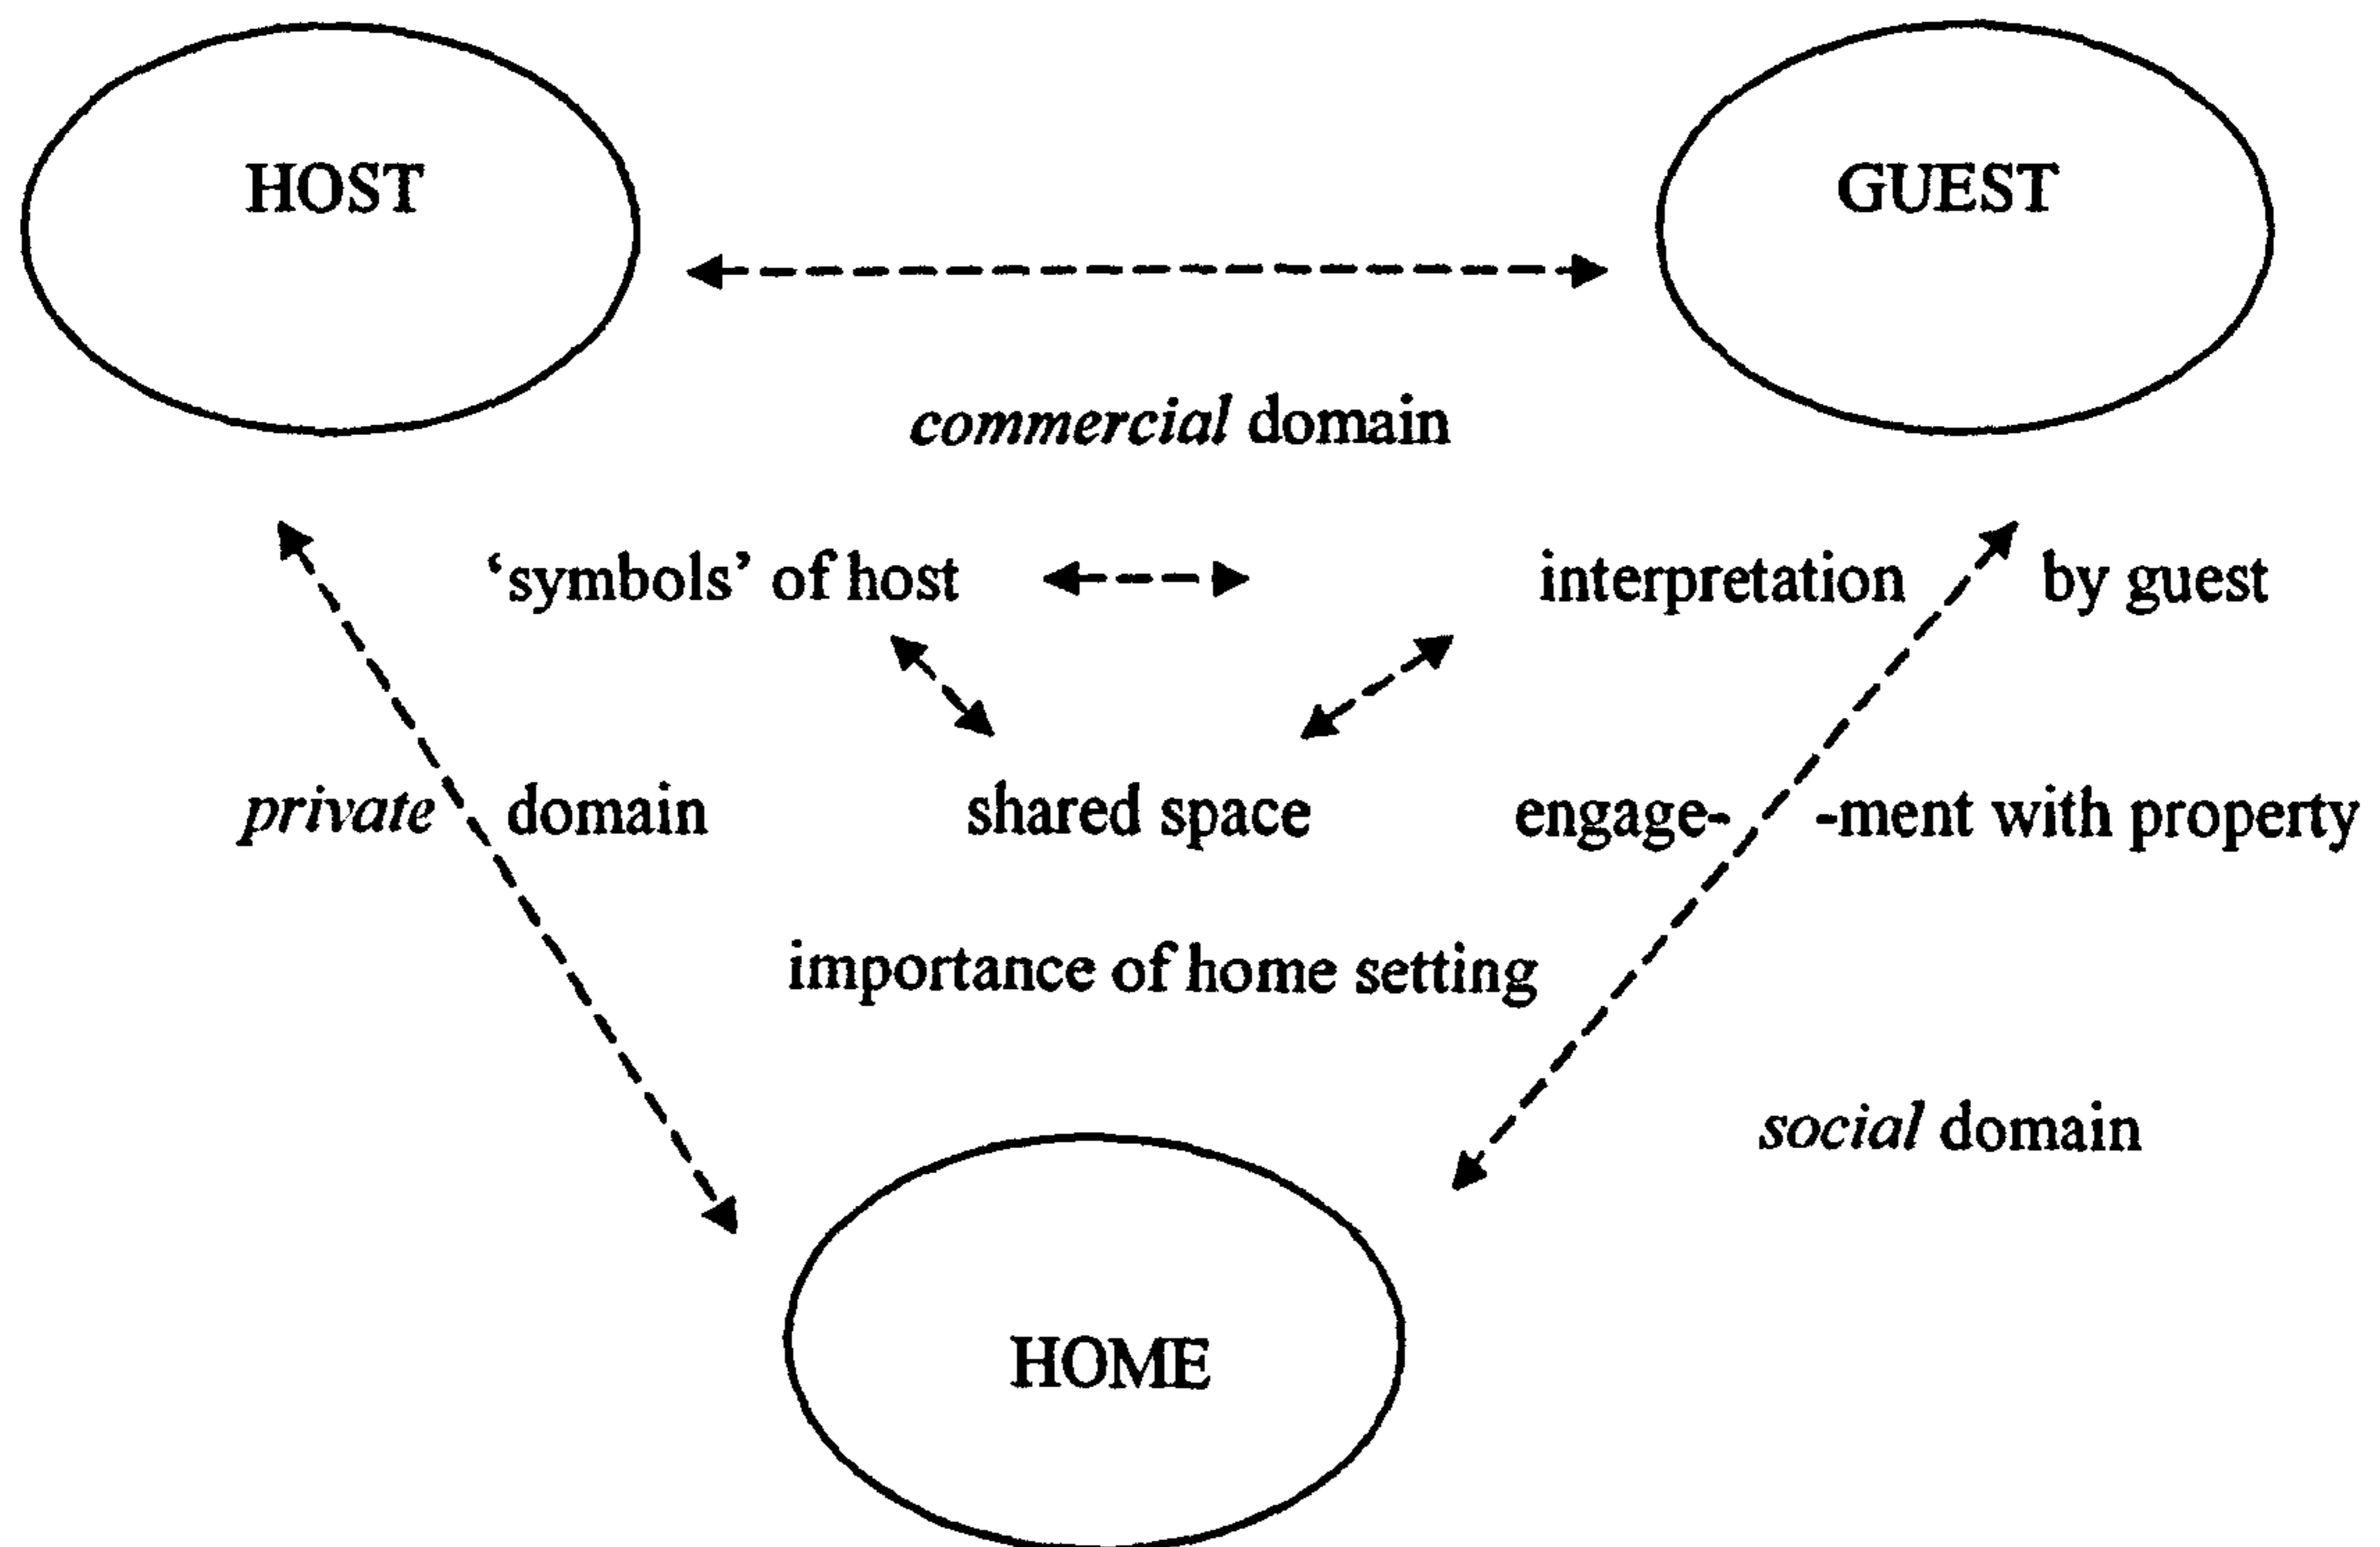 HOST GUEST
commercial domain
‘symbols’ of host interpretation by guest
private domain shared space engage- -ment with property
importance of home setting
social domain
HOME